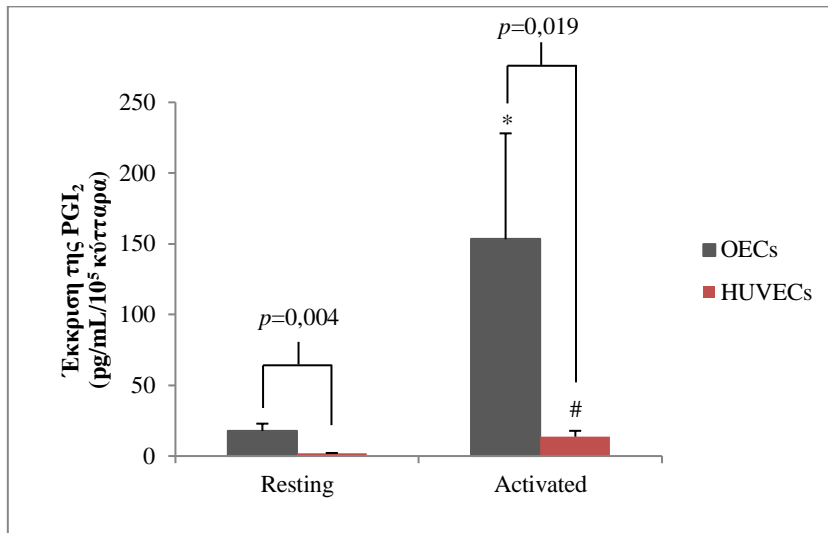 p=0,019
*
250
200
150
100
50
0
Έκκριση της PGI₂
(pg/mL/10⁵ κύτταρα)
p=0,004
#
Resting
Activated
OECs
HUVECs